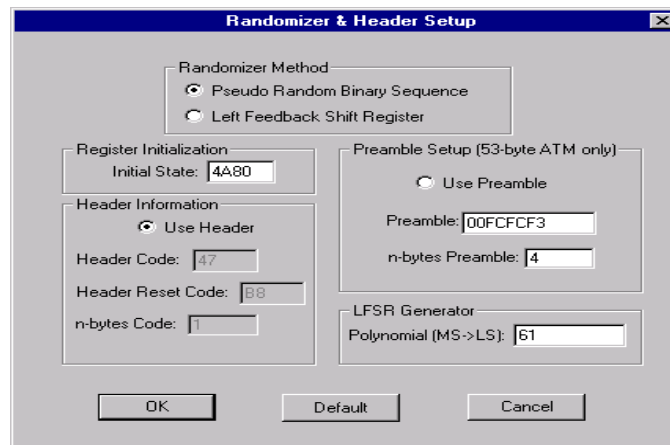 Randomizer & Header Setup
Randomizer Method
Pseudo Random Binary Sequence
Left Feedback Shift Register
Register Initialization
Initial State: 4A80
Header Information
Use Header
Header Code: 47
Header Reset Code: B8
n-bytes Code: 1
Preamble Setup (53-byte ATM only)
Use Preamble
Preamble: 00FCFCF3
n-bytes Preamble: 4
LFSR Generator
Polynomial (MS->LS): 61
OK
Default
Cancel